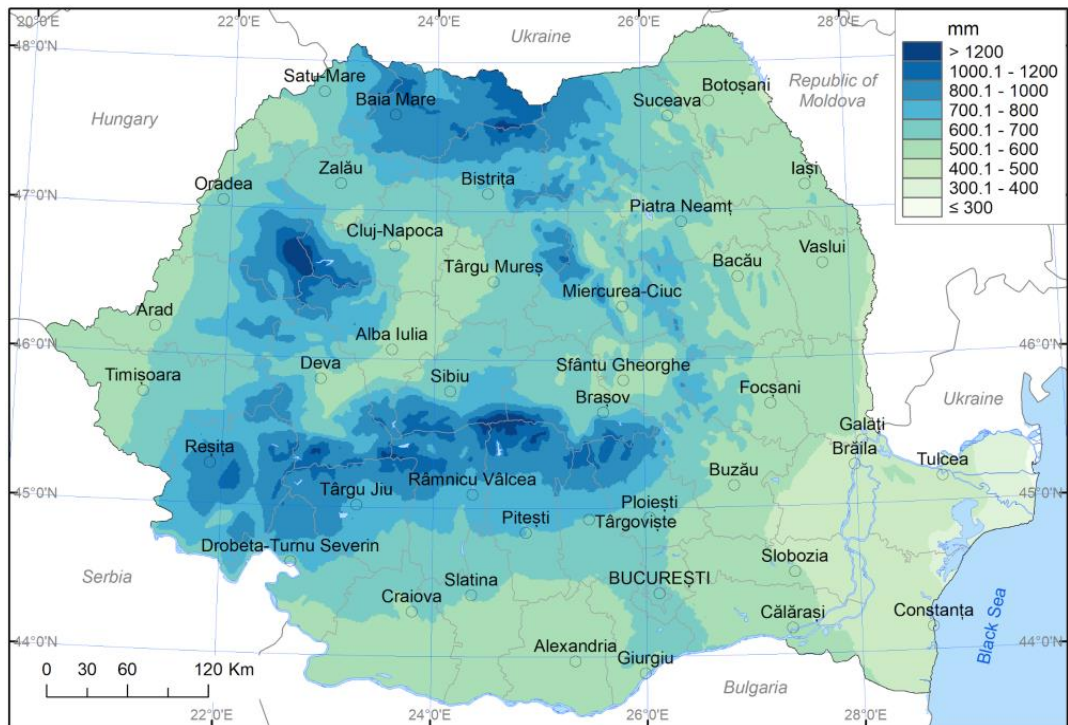 20°0'E
22°0'E
24°0'E
26°0'E
28°0'E
48°0'N
Ukraine
mm
> 1200
1000.1 - 1200
800.1 - 1000
700.1 - 800
600.1 - 700
500.1 - 600
400.1 - 500
300.1 - 400
≤ 300
Satu-Mare
Baia Mare
Botoșani
Suceava
Republic of
Moldova
Hungary
Zalău
Bistrița
Iași
Oradea
47°0'N
47°0'N
Piatra Neamț
Cluj-Napoca
Târgu Mureș
Bacău
Vaslui
Miercurea-Ciuc
Arad
Alba Iulia
46°0'N
46°0'N
Timișoara
Deva
Sibiu
Sfântu Gheorghe
Brașov
Focșani
Ukraine
Galați
Reșița
Brăila
Tulcea
Râmnicu Vâlcea
Târgu Jiu
Buzău
45°0'N
45°0'N
Ploiești
Pitești
Târgoviște
Drobeta-Turnu Severin
Slobozia
Serbia
Slatina
BUCUREȘTI
Craiova
Călărași
Constanța
Black Sea
44°0'N
44°0'N
Alexandria
Giurgiu
0 30 60 120 Km
Bulgaria
22°0'E
24°0'E
26°0'E
28°0'E